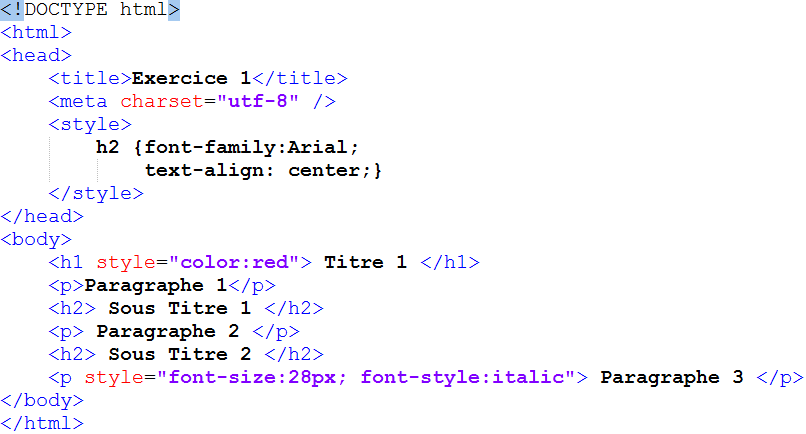 <!DOCTYPE html>
<html>
<head>
    <title>Exercice 1</title>
    <meta charset="utf-8" />
    <style>
        h2 {font-family:Arial;
            text-align: center;}
    </style>
</head>
<body>
    <h1 style="color:red"> Titre 1 </h1>
    <p>Paragraphe 1</p>
    <h2> Sous Titre 1 </h2>
    <p> Paragraphe 2 </p>
    <h2> Sous Titre 2 </h2>
    <p style="font-size:28px; font-style:italic"> Paragraphe 3 </p>
</body>
</html>